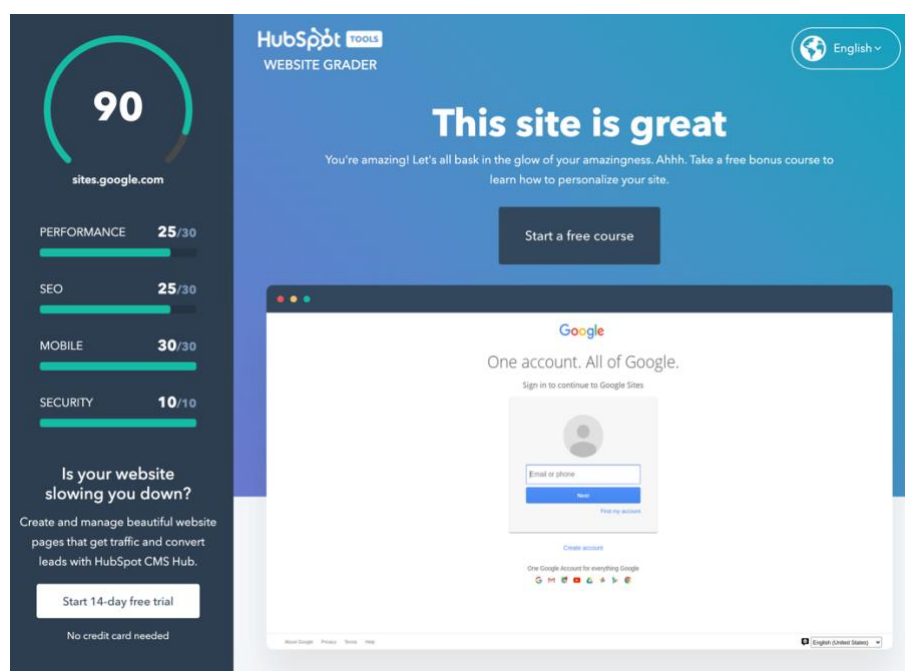 90
sites.google.com
PERFORMANCE 25/30
SEO 25/30
MOBILE 30/30
SECURITY 10/10
Is your website
slowing you down?
Create and manage beautiful website
pages that get traffic and convert
leads with HubSpot CMS Hub.
Start 14-day free trial
No credit card needed
HubSpot TOOLS
WEBSITE GRADER
English
This site is great
You're amazing! Let's all bask in the glow of your amazingness. Ahhh. Take a free bonus course to
learn how to personalize your site.
Start a free course
Google
One account. All of Google.
Sign in to continue to Google Sites
Email or phone
Next
Find my account
Create account
One Google Account for everything Google
About Google Privacy Terms Help
English (United States)